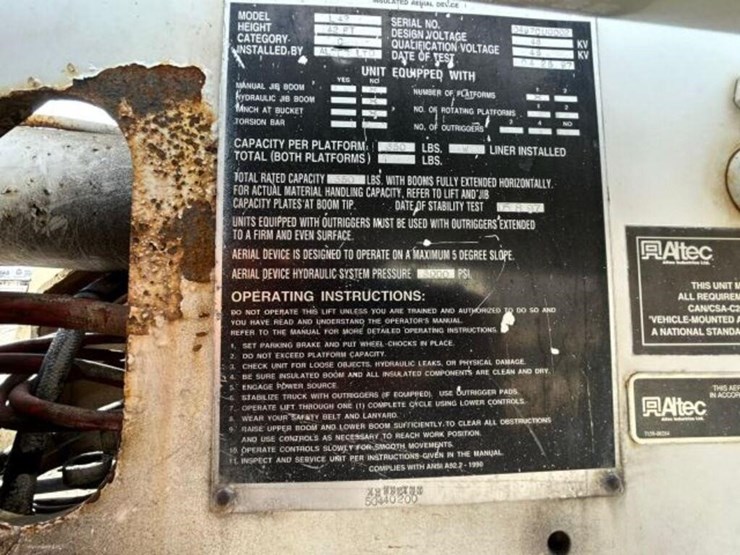 INSULATED AERIAL DEVICE
MODEL
HEIGHT 42 FT
CATEGORY C
INSTALLED BY
SERIAL NO.
DESIGN VOLTAGE 46 KV
QUALIFICATION VOLTAGE 46 KV
DATE OF TEST
UNIT EQUIPPED WITH
YES NO
MANUAL JIB BOOM
HYDRAULIC JIB BOOM
WINCH AT BUCKET
TORSION BAR
NUMBER OF PLATFORMS
NO. OF ROTATING PLATFORMS
NO. OF OUTRIGGERS
CAPACITY PER PLATFORM 350 LBS. LINER INSTALLED
TOTAL (BOTH PLATFORMS) LBS.
TOTAL RATED CAPACITY 350 LBS. WITH BOOMS FULLY EXTENDED HORIZONTALLY.
FOR ACTUAL MATERIAL HANDLING CAPACITY, REFER TO LIFT AND JIB
CAPACITY PLATES AT BOOM TIP. DATE OF STABILITY TEST
UNITS EQUIPPED WITH OUTRIGGERS MUST BE USED WITH OUTRIGGERS EXTENDED
TO A FIRM AND EVEN SURFACE.
AERIAL DEVICE IS DESIGNED TO OPERATE ON A MAXIMUM 5 DEGREE SLOPE.
AERIAL DEVICE HYDRAULIC SYSTEM PRESSURE 3000 PSI.
OPERATING INSTRUCTIONS:
DO NOT OPERATE THIS LIFT UNLESS YOU ARE TRAINED AND AUTHORIZED TO DO SO AND
YOU HAVE READ AND UNDERSTAND THE OPERATOR'S MANUAL.
REFER TO THE MANUAL FOR MORE DETAILED OPERATING INSTRUCTIONS.
1. SET PARKING BRAKE AND PUT WHEEL-CHOCKS IN PLACE.
2. DO NOT EXCEED PLATFORM CAPACITY.
3. CHECK UNIT FOR LOOSE OBJECTS, HYDRAULIC LEAKS, OR PHYSICAL DAMAGE.
4. BE SURE INSULATED BOOM AND ALL INSULATED COMPONENTS ARE CLEAN AND DRY.
5. ENGAGE POWER SOURCE.
6. STABILIZE TRUCK WITH OUTRIGGERS (IF EQUIPPED). USE OUTRIGGER PADS.
7. OPERATE LIFT THROUGH ONE (1) COMPLETE CYCLE USING LOWER CONTROLS.
8. WEAR YOUR SAFETY BELT AND LANYARD.
9. RAISE UPPER BOOM AND LOWER BOOM SUFFICIENTLY TO CLEAR ALL OBSTRUCTIONS
AND USE CONTROLS AS NECESSARY TO REACH WORK POSITION.
10. OPERATE CONTROLS SLOWLY FOR SMOOTH MOVEMENTS.
11. INSPECT AND SERVICE UNIT PER INSTRUCTIONS GIVEN IN THE MANUAL.
COMPLIES WITH ANSI A92.2 - 1990
Altec
Altec Industries Ltd.
THIS UNIT M
ALL REQUIREM
CAN/CSA-C2
"VEHICLE-MOUNTED A
A NATIONAL STANDA
Altec
Altec Industries Ltd.
THIS AER
IN ACCOR